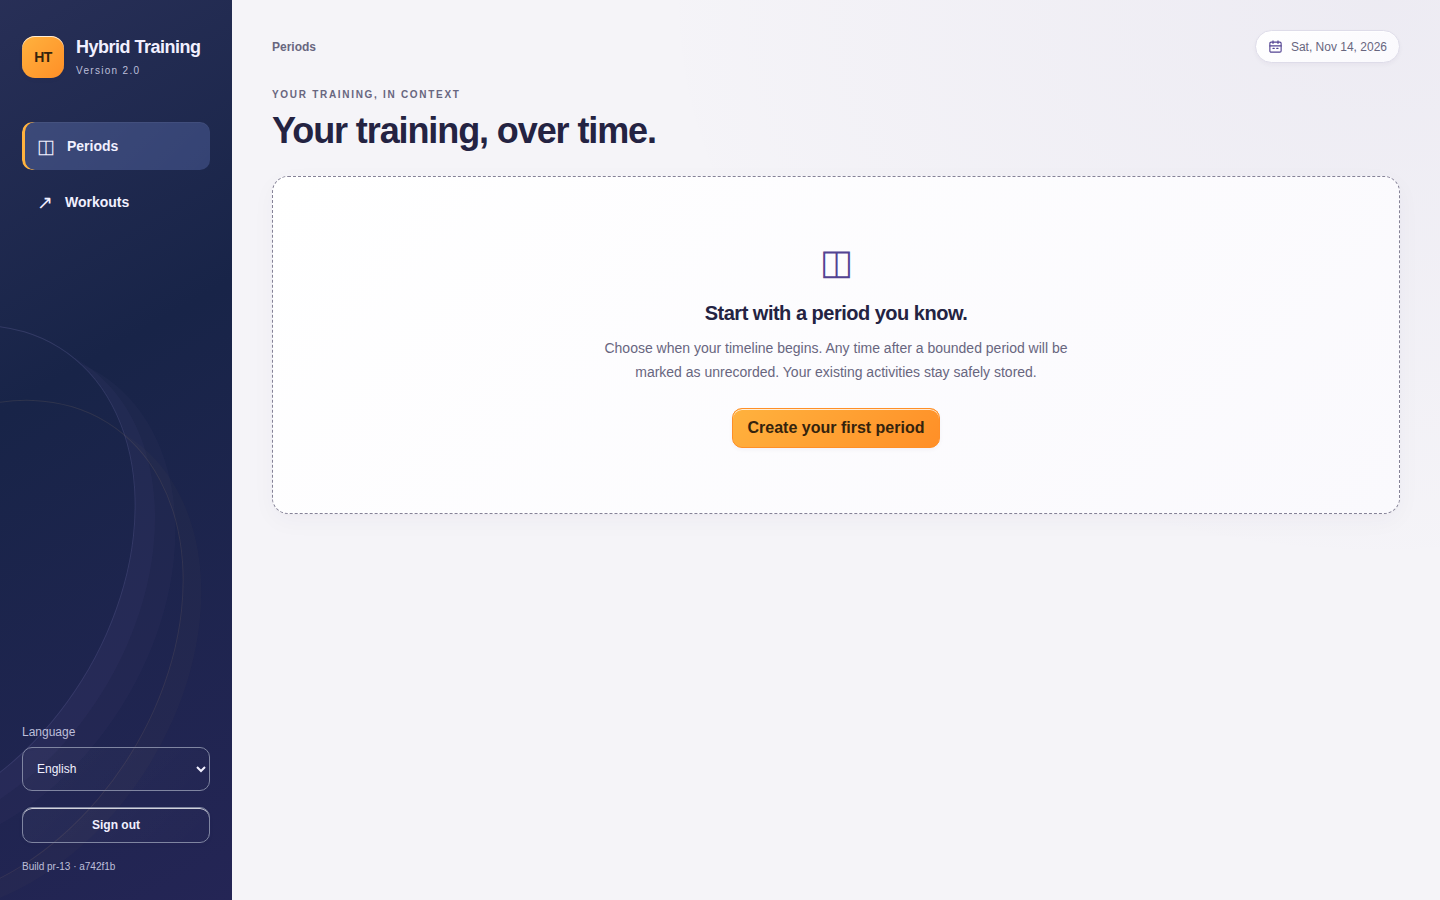 HT
Hybrid Training
Version 2.0
Periods
Workouts
Language
English
Sign out
Build pr-13 · a742f1b
Periods
Sat, Nov 14, 2026
YOUR TRAINING, IN CONTEXT
Your training, over time.
Start with a period you know.
Choose when your timeline begins. Any time after a bounded period will be
marked as unrecorded. Your existing activities stay safely stored.
Create your first period